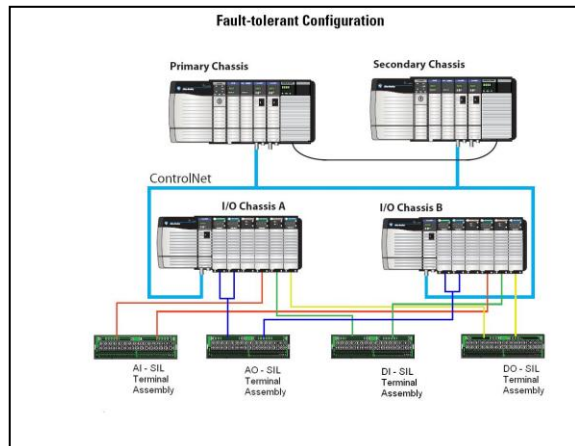 Fault-tolerant Configuration
Primary Chassis
Secondary Chassis
ControlNet
I/O Chassis A
I/O Chassis B
AI - SIL
Terminal
Assembly
AO - SIL
Terminal
Assembly
DI - SIL
Terminal
Assembly
DO - SIL
Terminal
Assembly